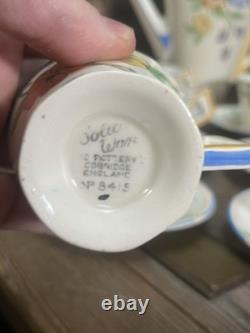 Ware
POTTERY
COBRIDGE
ENGLAND
Nº 8415